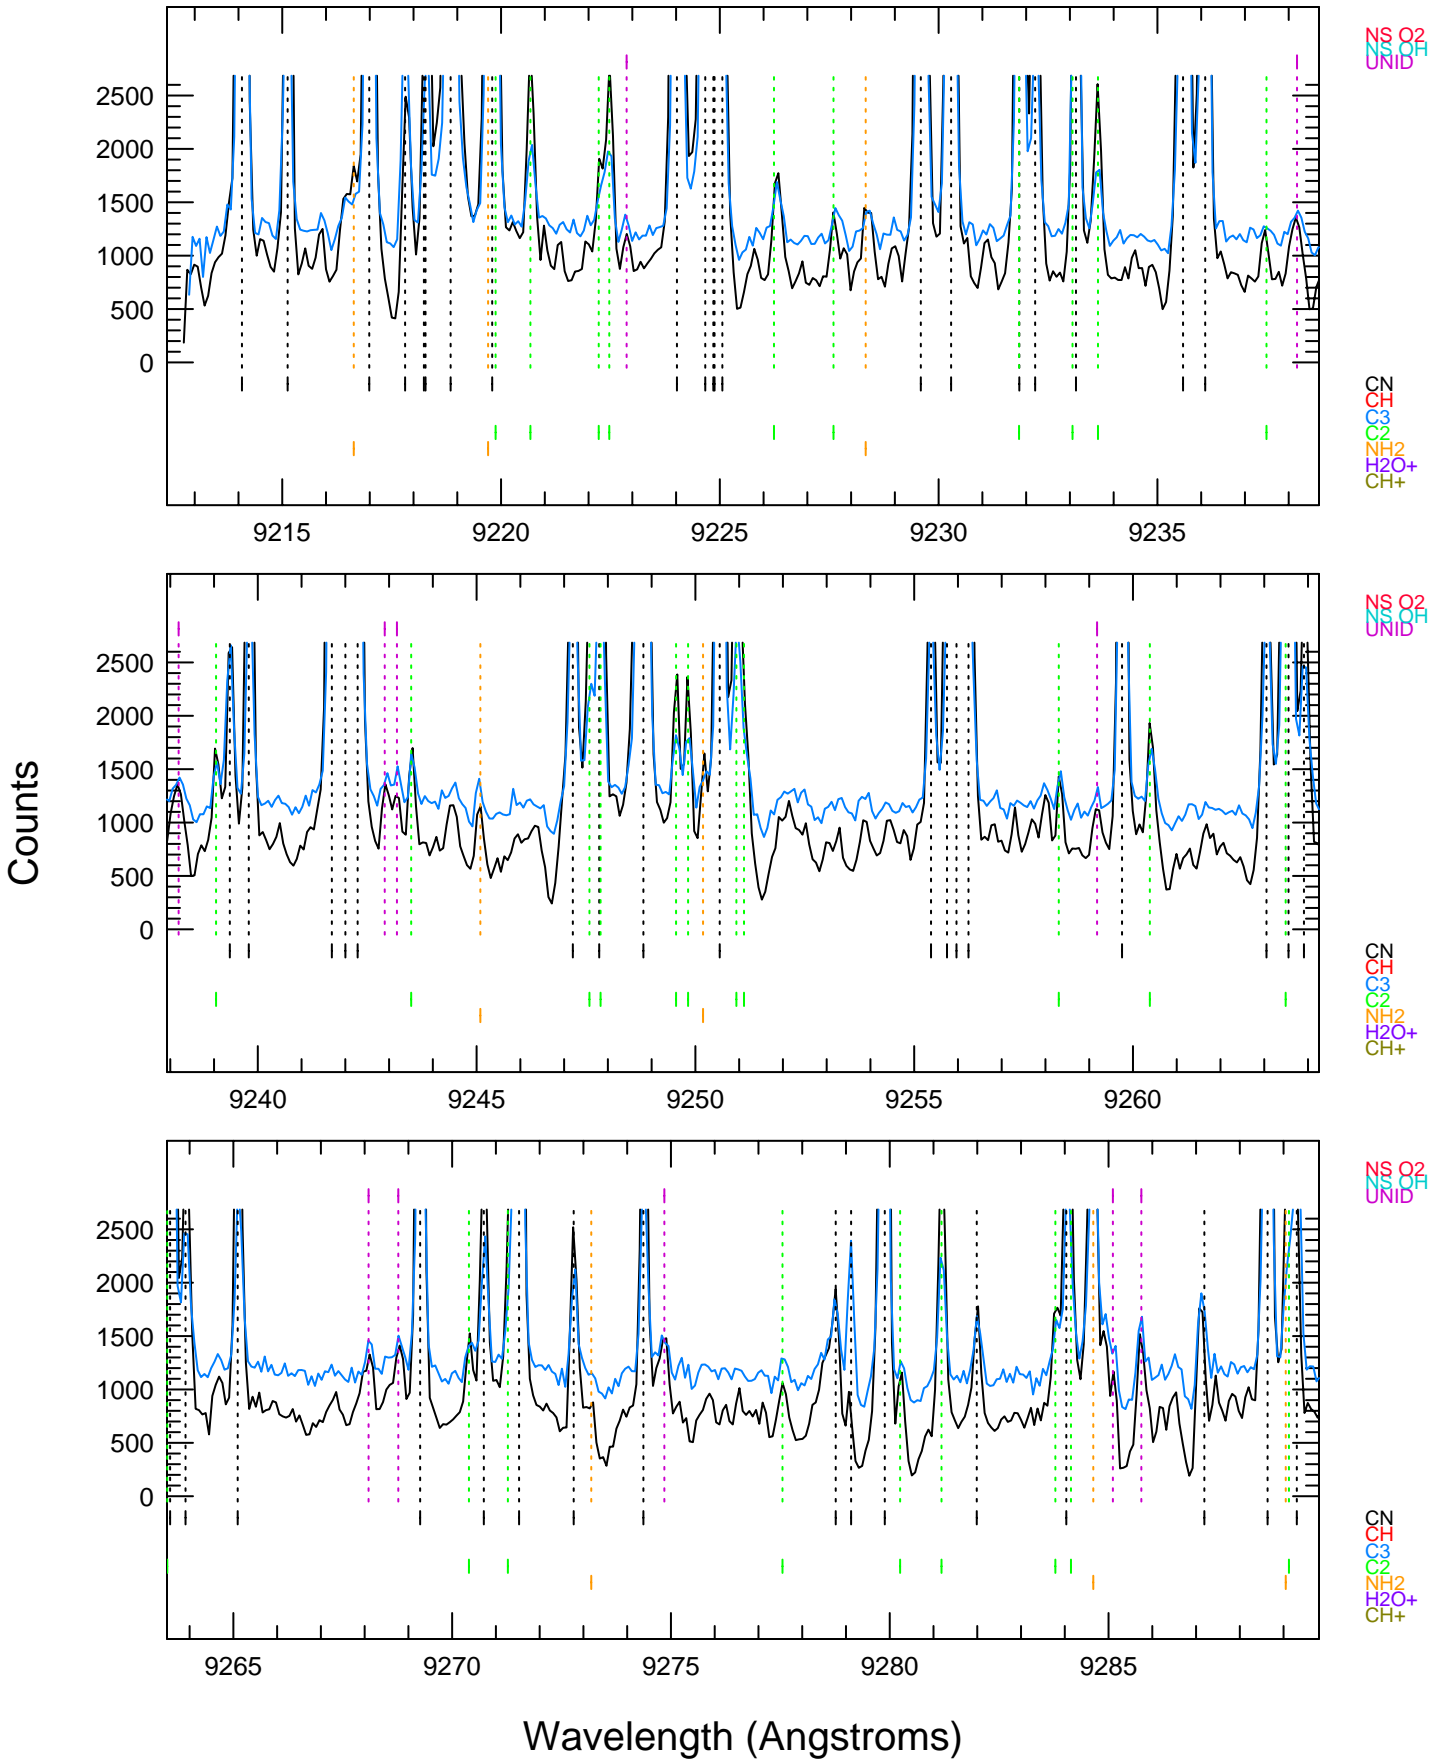 NS O2
NS OH
UNID
2500
2000
1500
1000
500
0
CN
CH
C3
C2
NH2
H2O+
CH+
9215 9220 9225 9230 9235
NS O2
NS OH
UNID
2500
2000
1500
1000
500
0
CN
CH
C3
C2
NH2
H2O+
CH+
9240 9245 9250 9255 9260
Counts
NS O2
NS OH
UNID
2500
2000
1500
1000
500
0
CN
CH
C3
C2
NH2
H2O+
CH+
9265 9270 9275 9280 9285
Wavelength (Angstroms)